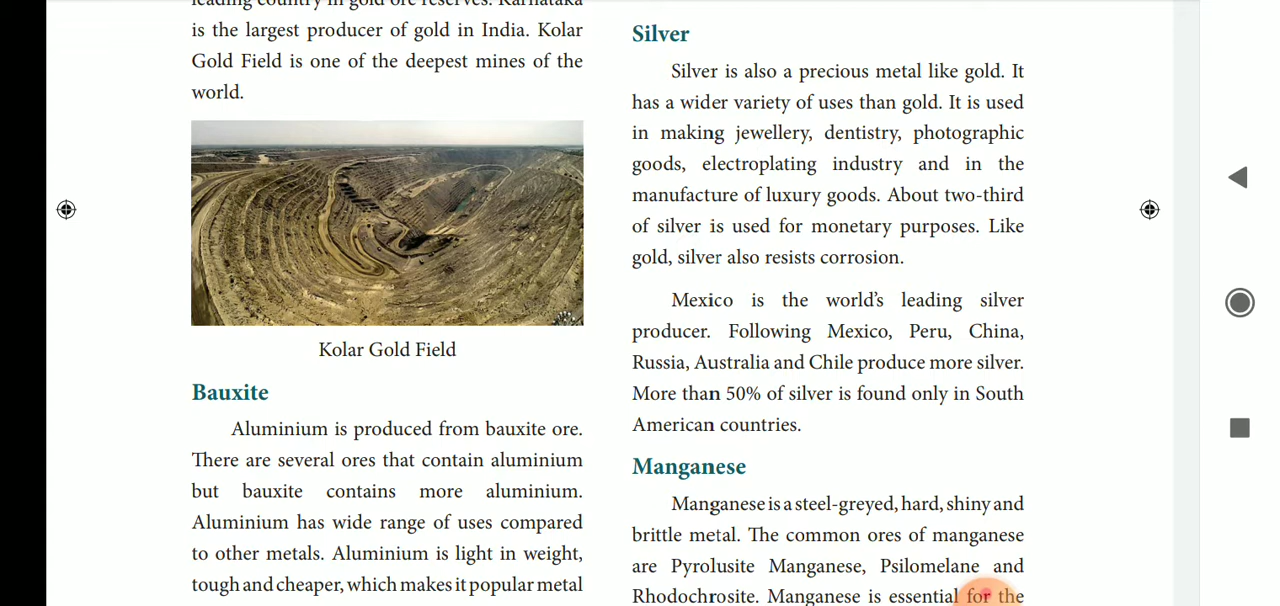 leading country in gold ore reserves. Karnataka
is the largest producer of gold in India. Kolar
Gold Field is one of the deepest mines of the
world.
Kolar Gold Field
Bauxite
Aluminium is produced from bauxite ore.
There are several ores that contain aluminium
but bauxite contains more aluminium.
Aluminium has wide range of uses compared
to other metals. Aluminium is light in weight,
tough and cheaper, which makes it popular metal
Silver
Silver is also a precious metal like gold. It
has a wider variety of uses than gold. It is used
in making jewellery, dentistry, photographic
goods, electroplating industry and in the
manufacture of luxury goods. About two-third
of silver is used for monetary purposes. Like
gold, silver also resists corrosion.
Mexico is the world's leading silver
producer. Following Mexico, Peru, China,
Russia, Australia and Chile produce more silver.
More than 50% of silver is found only in South
American countries.
Manganese
Manganese is a steel-greyed, hard, shiny and
brittle metal. The common ores of manganese
are Pyrolusite Manganese, Psilomelane and
Rhodochrosite. Manganese is essential for the